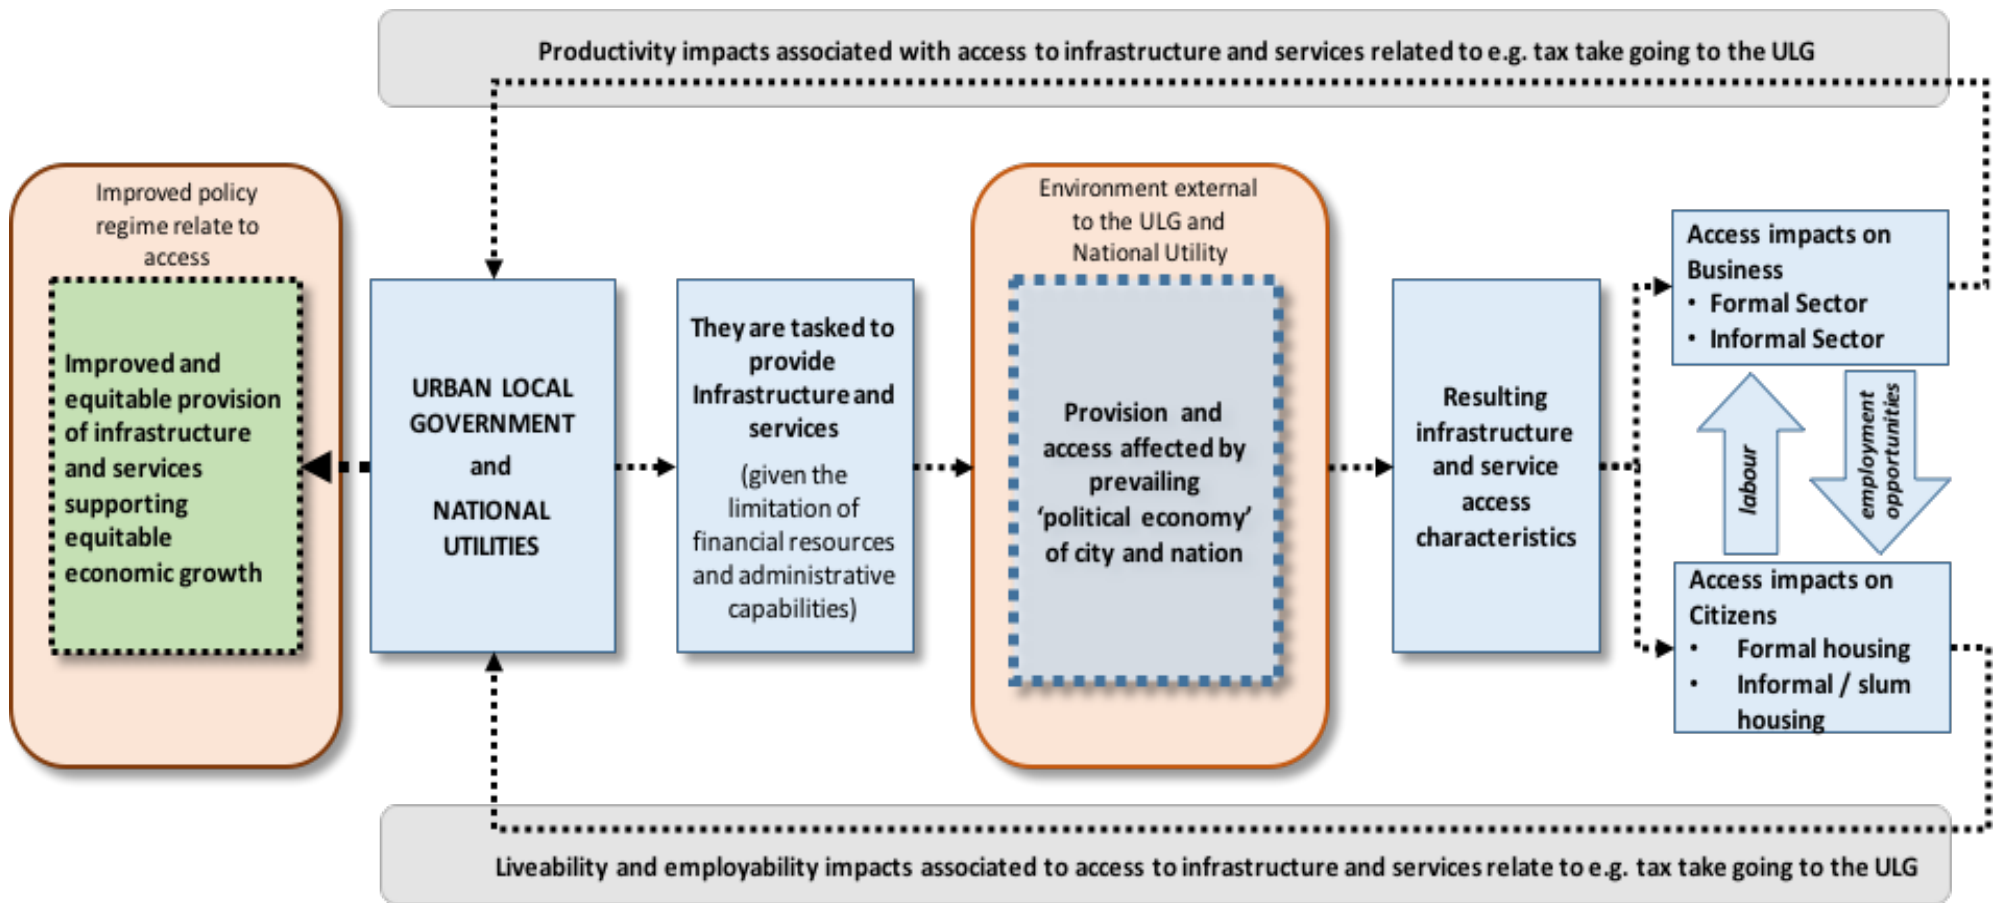 Productivity impacts associated with access to infrastructure and services related to e.g. tax take going to the ULG
Improved policy
regime relate to
access
Improved and
equitable provision
of infrastructure
and services
supporting
equitable
economic growth
URBAN LOCAL
GOVERNMENT
and
NATIONAL
UTILITIES
They are tasked to
provide
Infrastructure and
services
(given the
limitation of
financial resources
and administrative
capabilities)
Environment external
to the ULG and
National Utility
Provision and
access affected by
prevailing
‘political economy’
of city and nation
Resulting
infrastructure
and service
access
characteristics
Access impacts on
Business
• Formal Sector
• Informal Sector
labour
employment
opportunities
Access impacts on
Citizens
• Formal housing
• Informal / slum
housing
Liveability and employability impacts associated to access to infrastructure and services relate to e.g. tax take going to the ULG